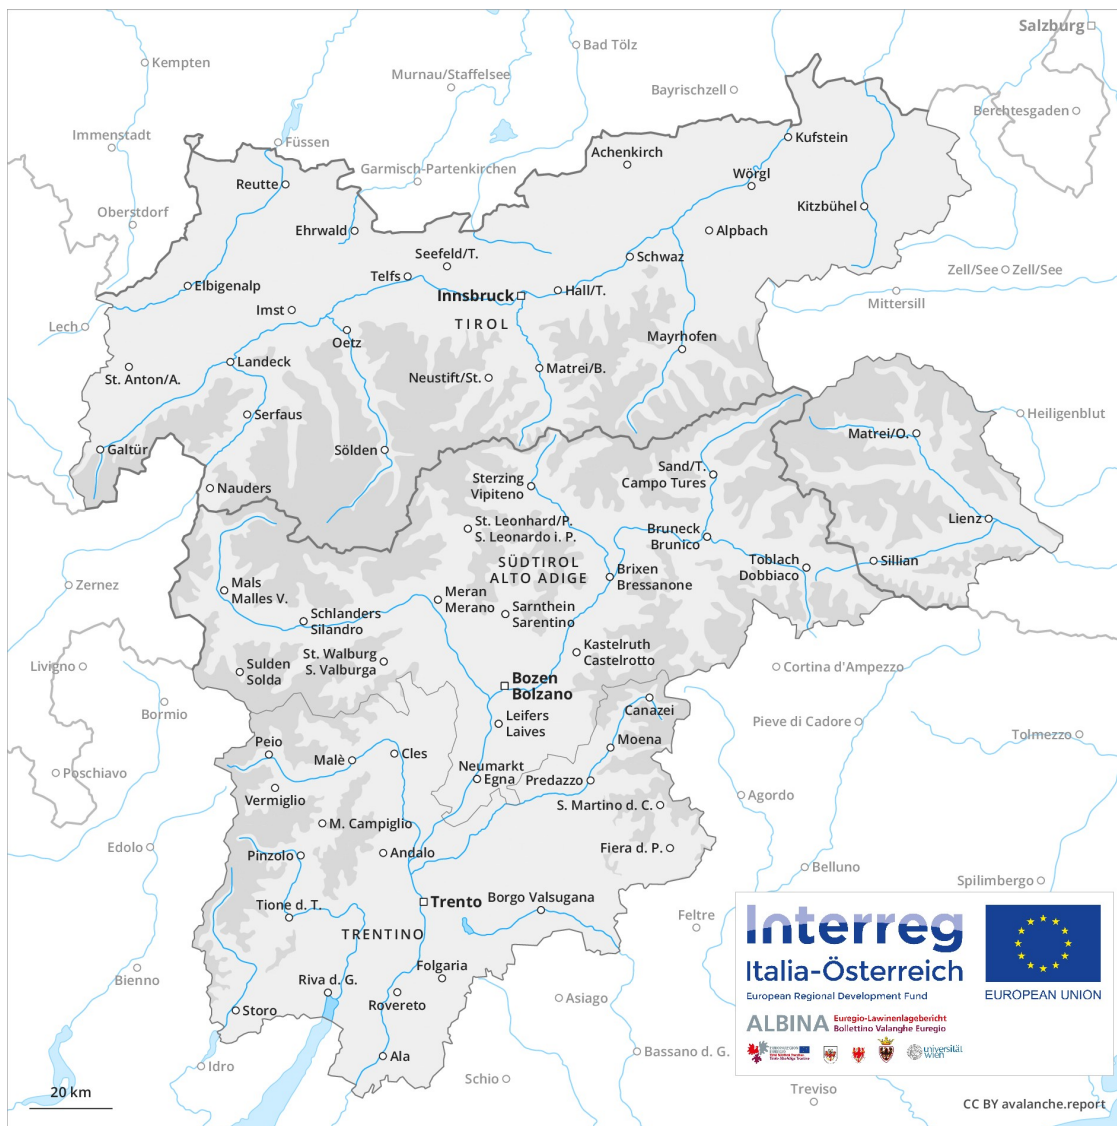 Salzburg
Bad Tölz
Kempten
Murnau/Staffelsee
Bayrischzell
Berchtesgaden
Immenstadt
Füssen
Kufstein
Achenkirch
Garmisch-Partenkirchen
Wörgl
Reutte
Kitzbühel
Oberstdorf
Ehrwald
Alpbach
Seefeld/T.
Schwaz
Telfs
Zell/See
Zell/See
Elbigenalp
Hall/T.
Innsbruck
Mittersill
Imst
TIROL
Lech
Oetz
Mayrhofen
Landeck
Matrei/B.
St. Anton/A.
Neustift/St.
Serfaus
Heiligenblut
Matrei/O.
Galtür
Sölden
Sand/T.
Campo Tures
Sterzing
Vipiteno
Nauders
Lienz
St. Leonhard/P.
S. Leonardo i. P.
Bruneck
Brunico
SÜDTIROL
ALTO ADIGE
Toblach
Dobbiaco
Sillian
Brixen
Bressanone
Zernez
Mals
Malles V.
Meran
Merano
Sarnthein
Sarentino
Schlanders
Silandro
Kastelruth
Castelrotto
St. Walburg
S. Valburga
Livigno
Sulden
Solda
Cortina d'Ampezzo
Bozen
Bolzano
Bormio
Canazei
Leifers
Laives
Pieve di Cadore
Tolmezzo
Moena
Peio
Cles
Malè
Poschiavo
Neumarkt
Egna
Predazzo
Vermiglio
S. Martino d. C.
Agordo
M. Campiglio
Edolo
Pinzolo
Andalo
Fiera d. P.
Belluno
Spilimbergo
Trento
Borgo Valsugana
Tione d. T.
Feltre
TRENTINO
Folgaria
Bienno
Riva d. G.
Rovereto
Asiago
Storo
Ala
Bassano d. G.
Idro
Schio
Treviso
20 km
Interreg
Italia-Österreich
European Regional Development Fund
EUROPEAN UNION
ALBINA
Euregio-Lawinenlagebericht
Bollettino Valanghe Euregio
universität
wien
CC BY avalanche.report